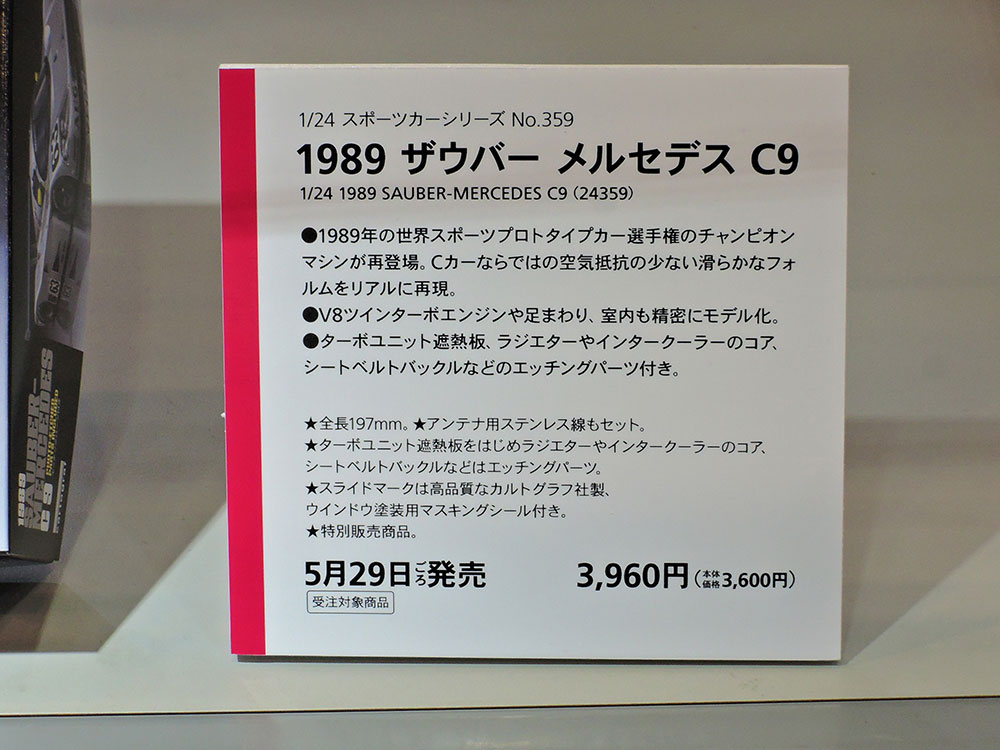 1/24 スポーツカーシリーズ No.359
1989 ザウバー メルセデス C9
1/24 1989 SAUBER-MERCEDES C9 (24359)
●1989年の世界スポーツプロトタイプカー選手権のチャンピオン
マシンが再登場。Cカーならではの空気抵抗の少ない滑らかなフォ
ルムをリアルに再現。
●V8ツインターボエンジンや足まわり、室内も精密にモデル化。
●ターボユニット遮熱板、ラジエターやインタークーラーのコア、
シートベルトバックルなどのエッチングパーツ付き。
★全長197mm。★アンテナ用ステンレス線もセット。
★ターボユニット遮熱板をはじめラジエターやインタークーラーのコア、
シートベルトバックルなどはエッチングパーツ。
★スライドマークは高品質なカルトグラフ社製、
ウインドウ塗装用マスキングシール付き。
★特別販売商品。
5月29日ごろ発売 3,960円(本体価格3,600円)
受注対象商品
1989
SAUBER-
MERCEDES
C9
63